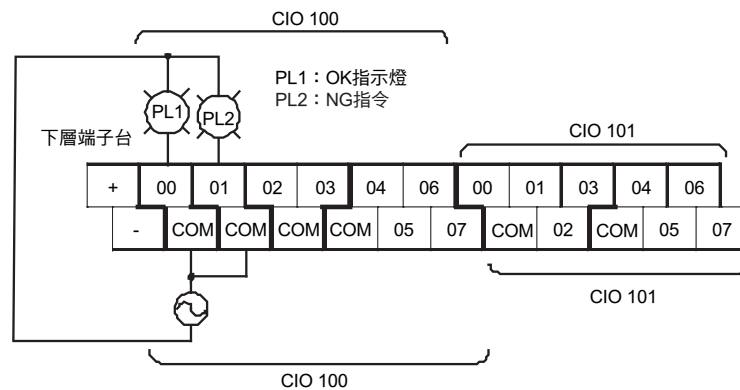 CIO 100
PL1：OK指示燈
PL2：NG指令
PL1
PL2
下層端子台
CIO 101
+ 00 01 02 03 04 06 00 01 03 04 06
- COM COM COM COM 05 07 COM 02 COM 05 07
CIO 101
CIO 100